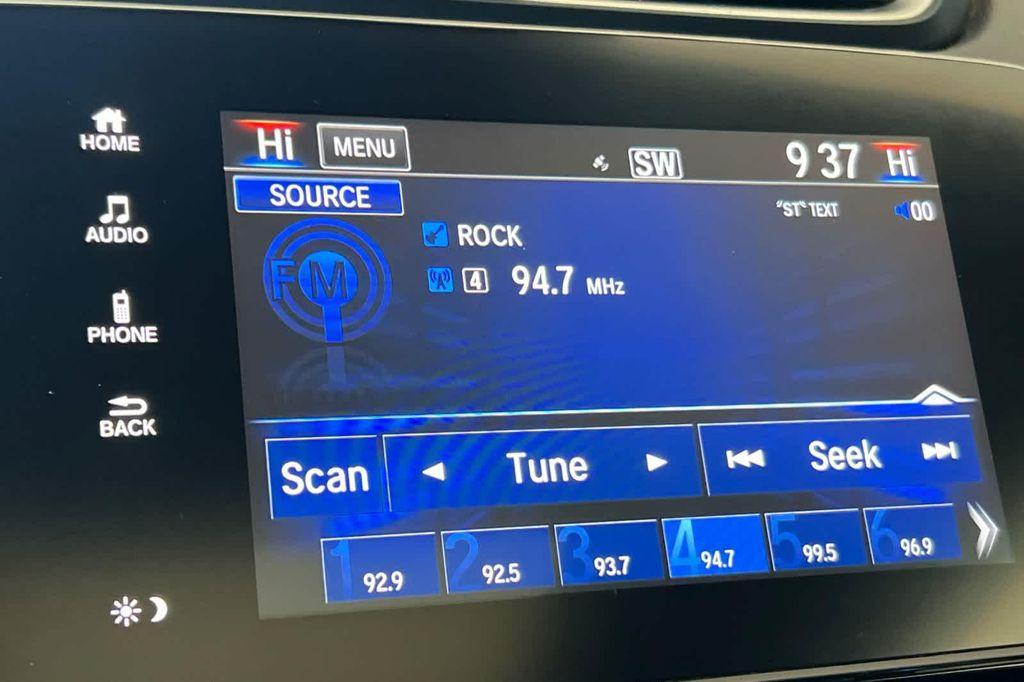 HOME
AUDIO
PHONE
BACK
Hi MENU SW 9 37 Hi
SOURCE "ST" TEXT 00
FM
ROCK
4 94.7 MHz
Scan Tune Seek
1 92.9 2 92.5 3 93.7 4 94.7 5 99.5 6 96.9